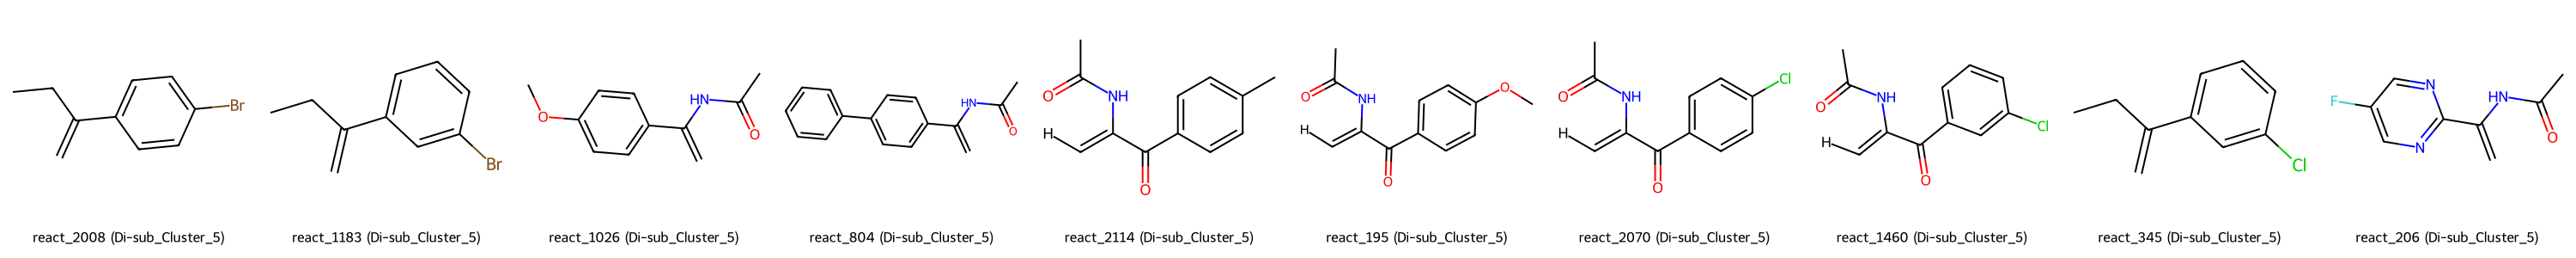 Br
Br
O
HN
O
HN
O
O
NH
H
O
O
NH
H
O
O
O
NH
H
O
Cl
O
NH
H
O
Cl
Cl
F
N
N
HN
O
react_2008 (Di-sub_Cluster_5)
react_1183 (Di-sub_Cluster_5)
react_1026 (Di-sub_Cluster_5)
react_804 (Di-sub_Cluster_5)
react_2114 (Di-sub_Cluster_5)
react_195 (Di-sub_Cluster_5)
react_2070 (Di-sub_Cluster_5)
react_1460 (Di-sub_Cluster_5)
react_345 (Di-sub_Cluster_5)
react_206 (Di-sub_Cluster_5)